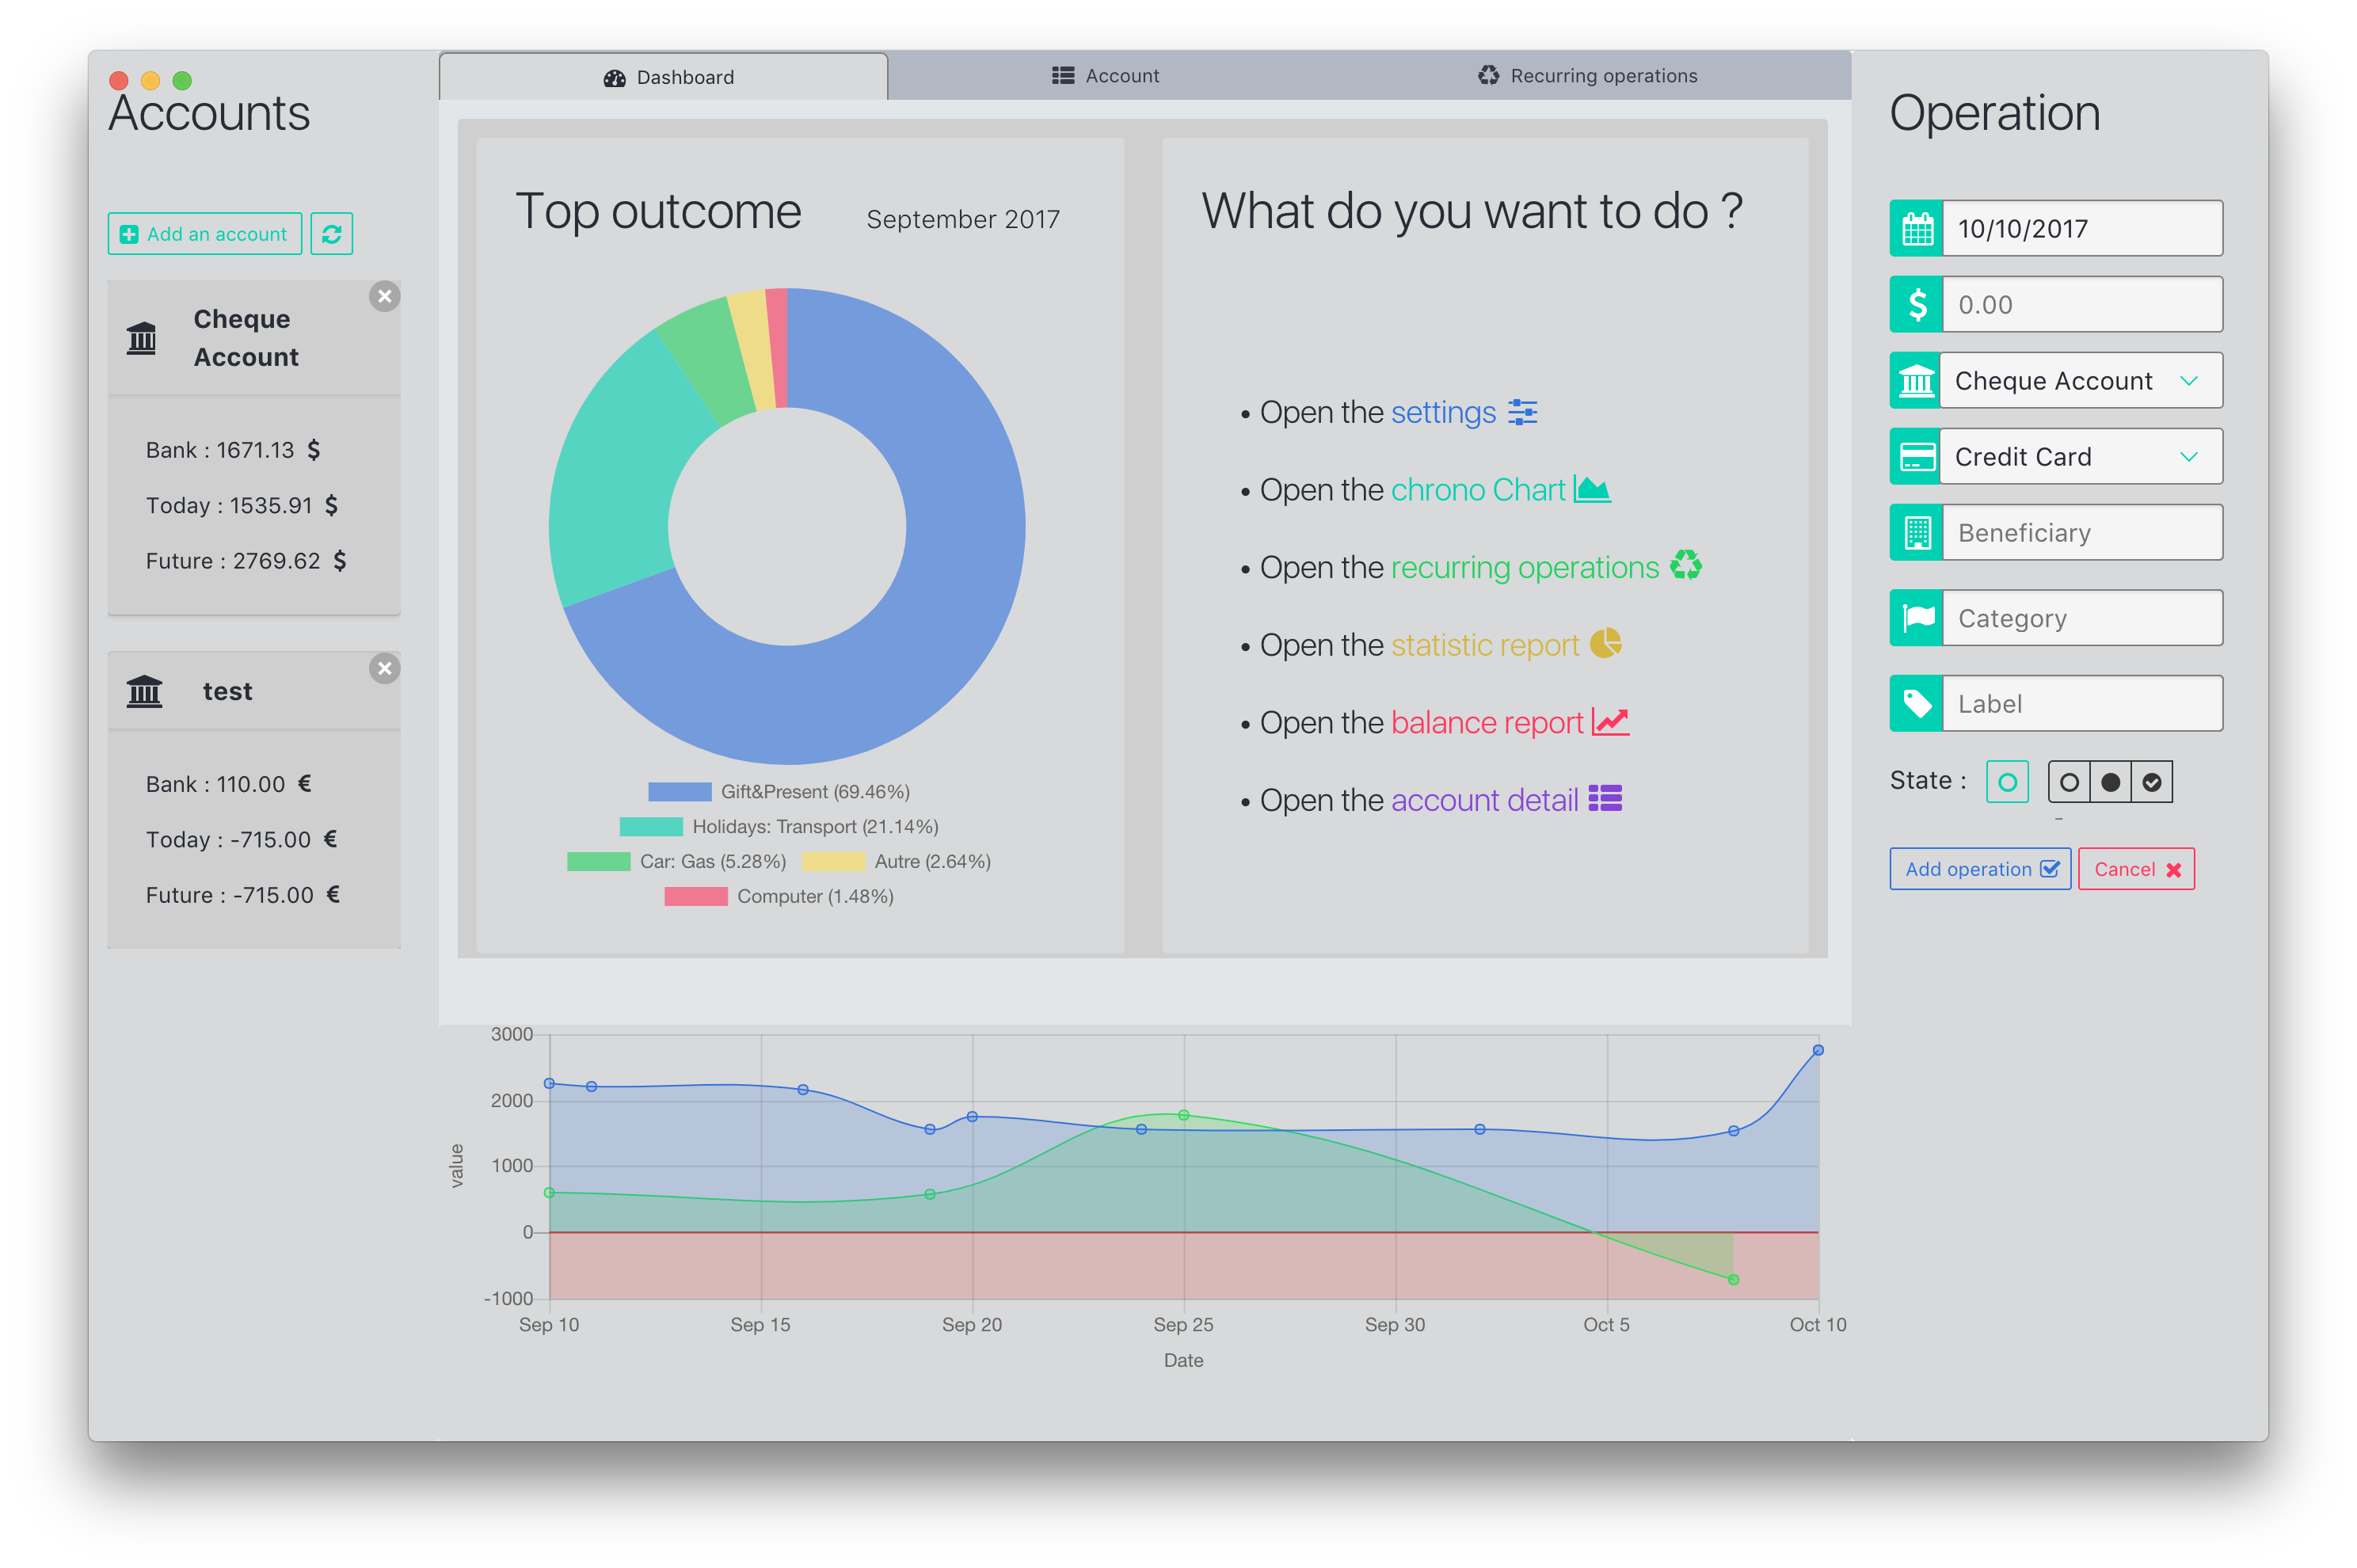 Accounts
Add an account
Cheque
Account
Bank : 1671.13 $
Today : 1535.91 $
Future : 2769.62 $
test
Bank : 110.00 €
Today : -715.00 €
Future : -715.00 €
Dashboard
Account
Recurring operations
Top outcome
September 2017
Gift&Present (69.46%)
Holidays: Transport (21.14%)
Car: Gas (5.28%) Autre (2.64%)
Computer (1.48%)
What do you want to do ?
• Open the settings
• Open the chrono Chart
• Open the recurring operations
• Open the statistic report
• Open the balance report
• Open the account detail
3000
2000
1000
0
-1000
value
Sep 10 Sep 15 Sep 20 Sep 25 Sep 30 Oct 5 Oct 10
Date
Operation
10/10/2017
$ 0.00
Cheque Account
Credit Card
Beneficiary
Category
Label
State :
-
Add operation Cancel